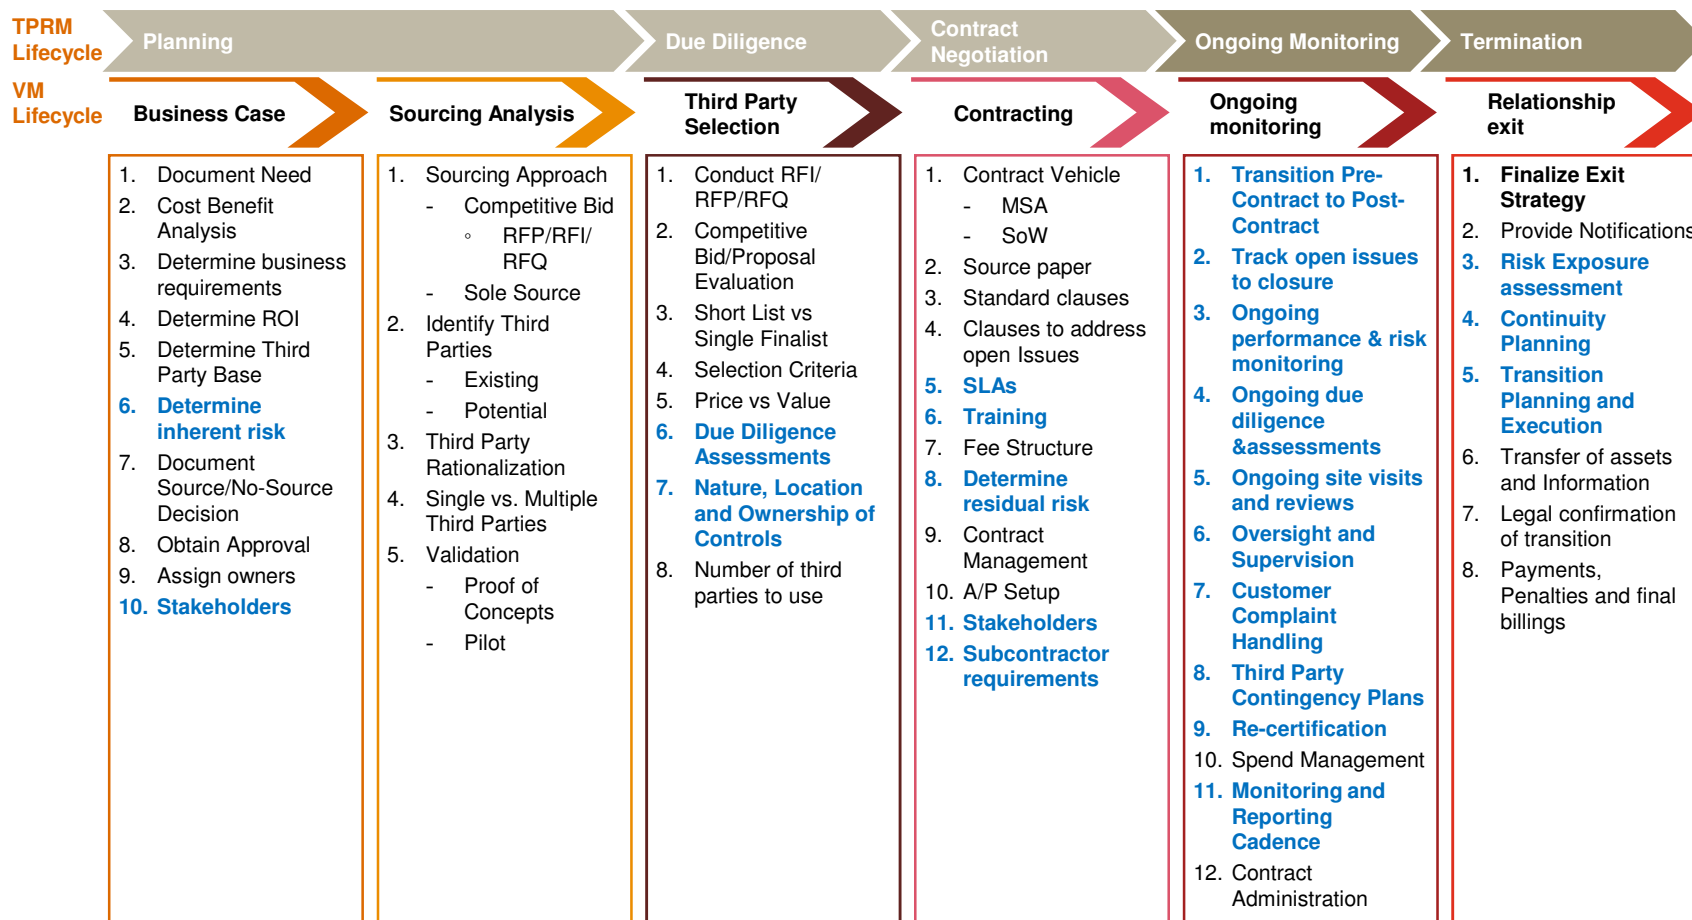 TPRM
Lifecycle
Planning
Due Diligence
Contract
Negotiation
Ongoing Monitoring
Termination
VM
Lifecycle
Business Case
Sourcing Analysis
Third Party
Selection
Contracting
Ongoing
monitoring
Relationship
exit
1. Document Need
2. Cost Benefit
Analysis
3. Determine business
requirements
4. Determine ROI
5. Determine Third
Party Base
6. Determine
inherent risk
7. Document
Source/No-Source
Decision
8. Obtain Approval
9. Assign owners
10. Stakeholders
1. Sourcing Approach
- Competitive Bid
◦ RFP/RFI/
RFQ
- Sole Source
2. Identify Third
Parties
- Existing
- Potential
3. Third Party
Rationalization
4. Single vs. Multiple
Third Parties
5. Validation
- Proof of
Concepts
- Pilot
1. Conduct RFI/
RFP/RFQ
2. Competitive
Bid/Proposal
Evaluation
3. Short List vs
Single Finalist
4. Selection Criteria
5. Price vs Value
6. Due Diligence
Assessments
7. Nature, Location
and Ownership of
Controls
8. Number of third
parties to use
1. Contract Vehicle
- MSA
- SoW
2. Source paper
3. Standard clauses
4. Clauses to address
open Issues
5. SLAs
6. Training
7. Fee Structure
8. Determine
residual risk
9. Contract
Management
10. A/P Setup
11. Stakeholders
12. Subcontractor
requirements
1. Transition Pre-
Contract to Post-
Contract
2. Track open issues
to closure
3. Ongoing
performance & risk
monitoring
4. Ongoing due
diligence
&assessments
5. Ongoing site visits
and reviews
6. Oversight and
Supervision
7. Customer
Complaint
Handling
8. Third Party
Contingency Plans
9. Re-certification
10. Spend Management
11. Monitoring and
Reporting
Cadence
12. Contract
Administration
1. Finalize Exit
Strategy
2. Provide Notifications
3. Risk Exposure
assessment
4. Continuity
Planning
5. Transition
Planning and
Execution
6. Transfer of assets
and Information
7. Legal confirmation
of transition
8. Payments,
Penalties and final
billings